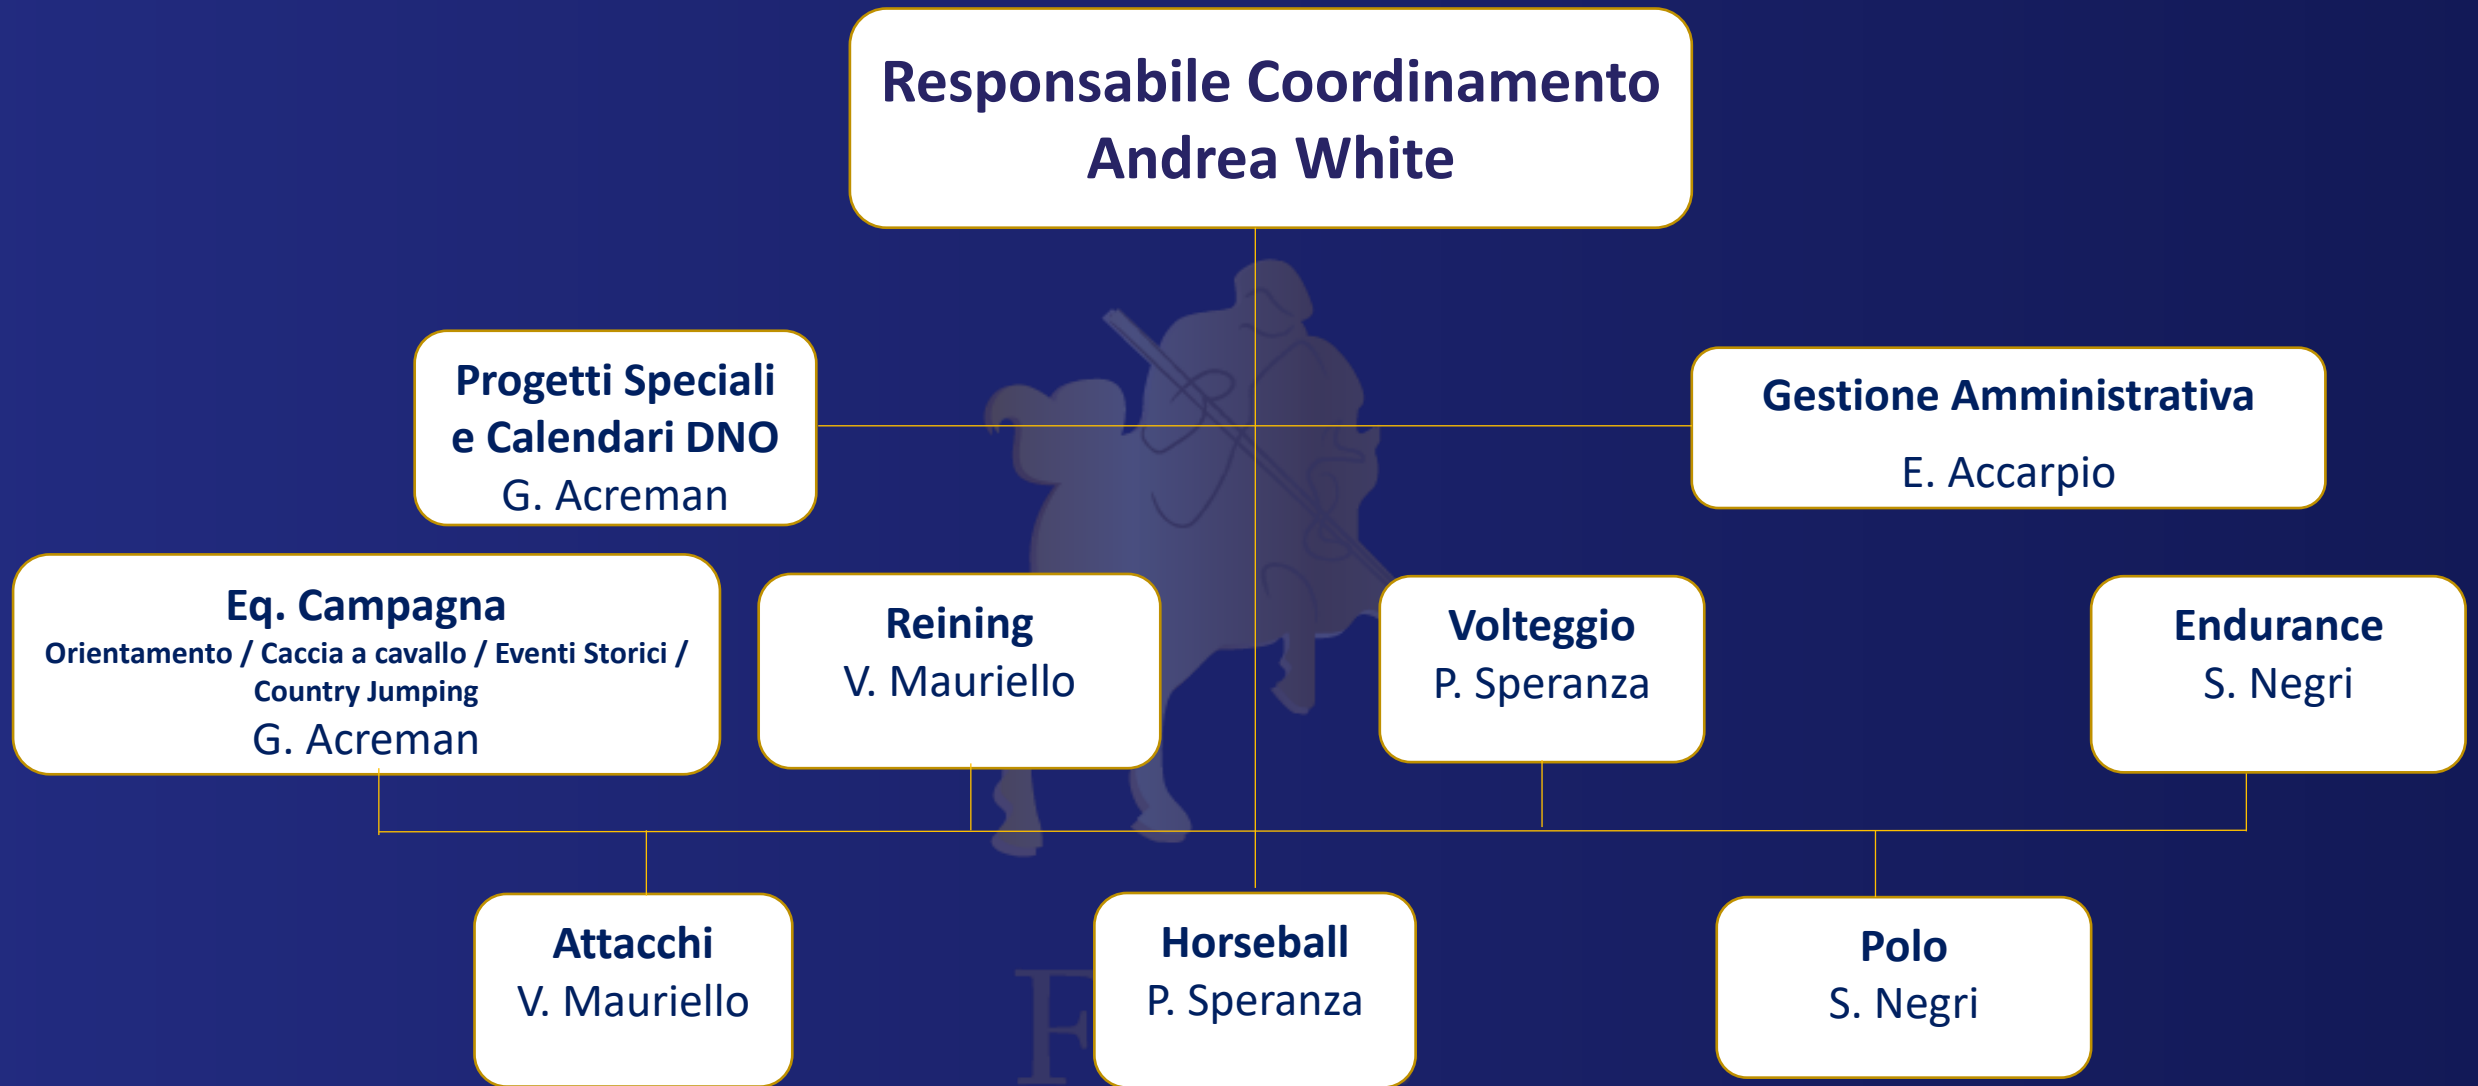 Responsabile Coordinamento
Andrea White
Progetti Speciali
e Calendari DNO
G. Acreman
Gestione Amministrativa
E. Accarpio
Eq. Campagna
Orientamento / Caccia a cavallo / Eventi Storici /
Country Jumping
G. Acreman
Reining
V. Mauriello
Volteggio
P. Speranza
Endurance
S. Negri
Attacchi
V. Mauriello
Horseball
P. Speranza
Polo
S. Negri